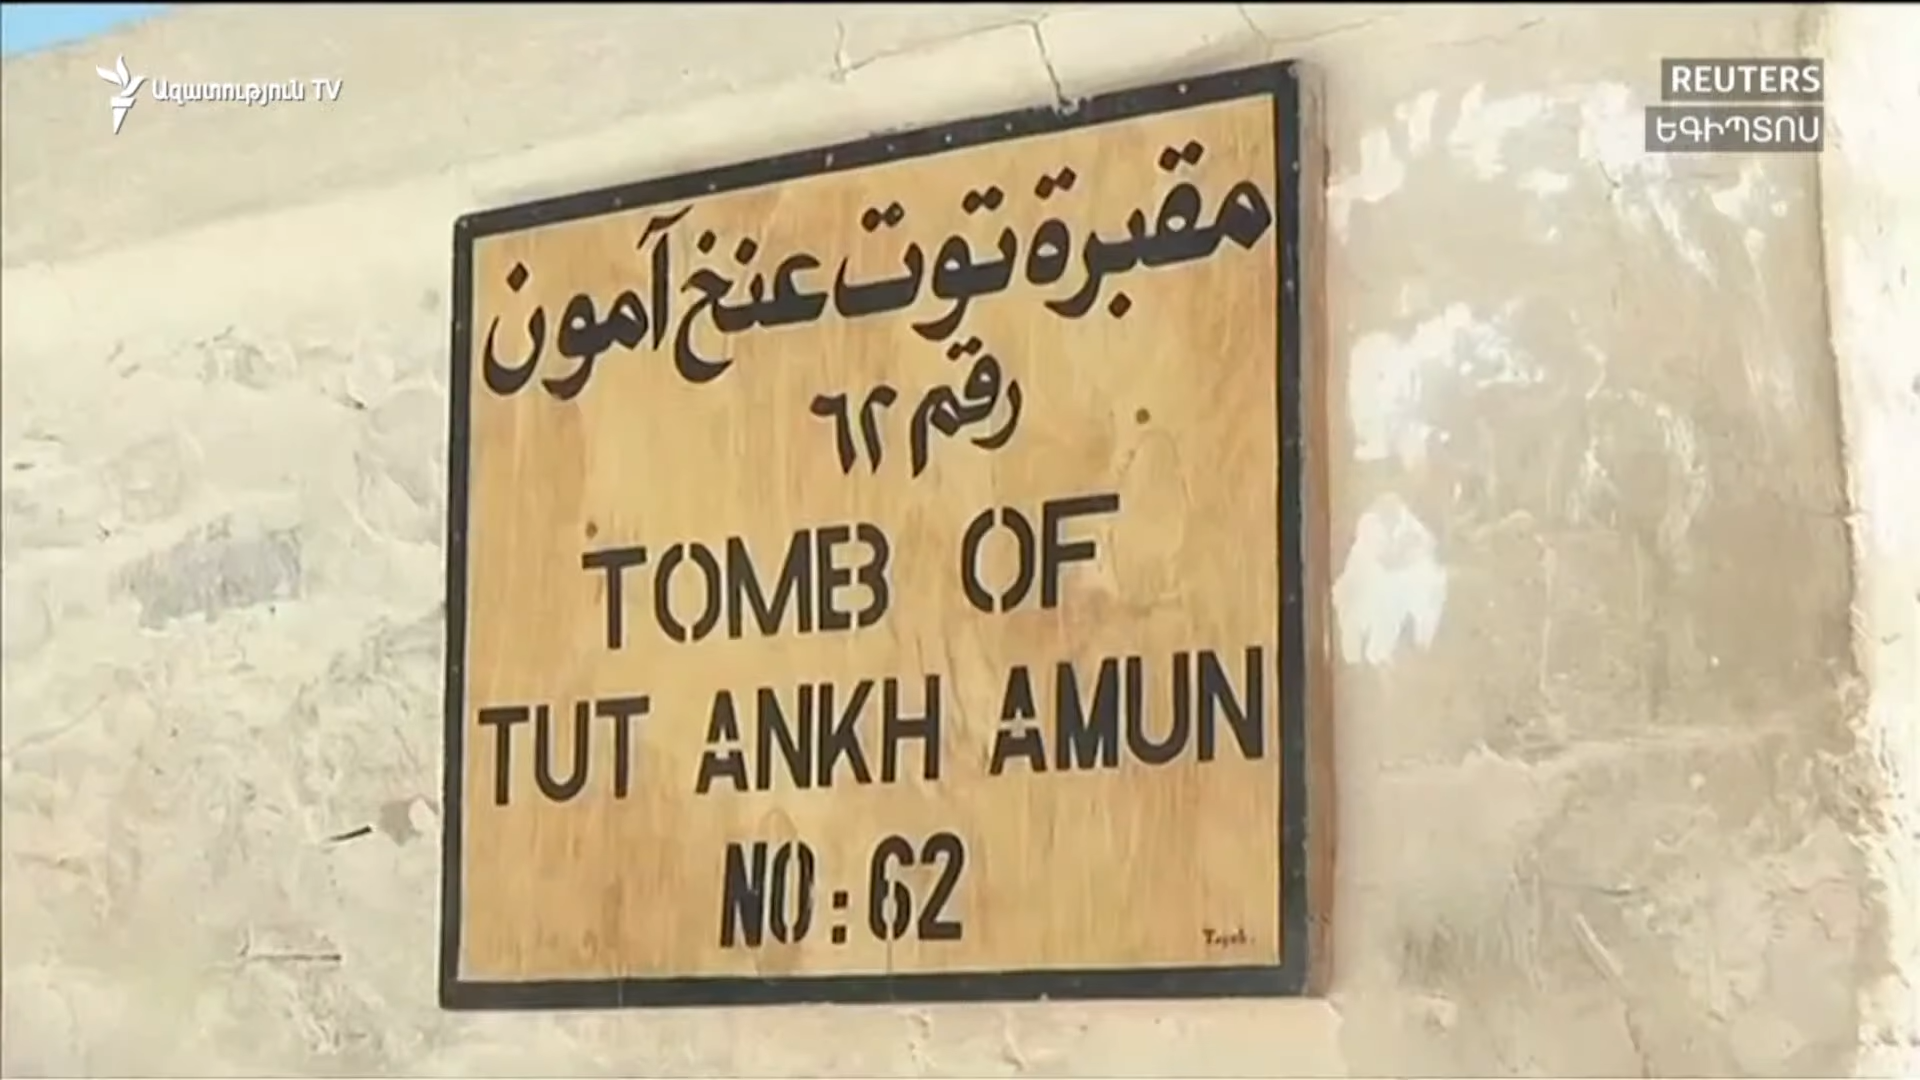 Ազատություն TV
REUTERS
ԵԳԻՊՏՈՍ
مقبرة توت عنخ آمون
رقم ٦٢
TOMB OF
TUT ANKH AMUN
NO: 62